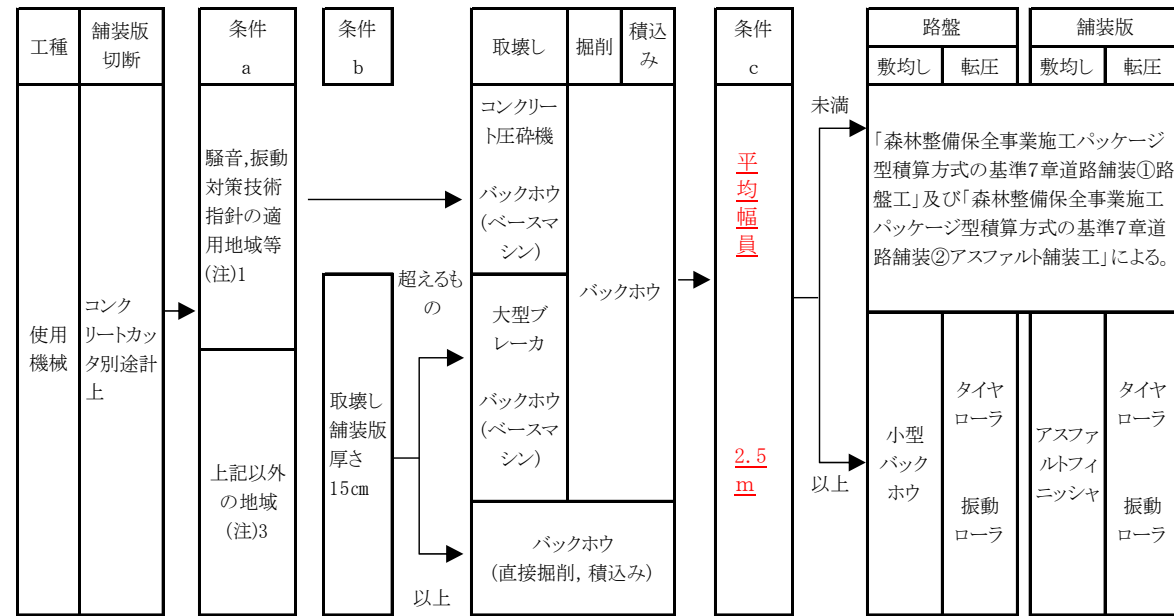 工種
舗装版
切断
条件
a
条件
b
取壊し
掘削
積込
み
条件
c
路盤
舗装版
敷均し
転圧
敷均し
転圧
使用
機械
コンク
リートカッ
タ別途計
上
騒音,振動
対策技術
指針の適
用地域等
(注)1
上記以外
の地域
(注)3
取壊し
舗装版
厚さ
15㎝
超えるも
の
以上
コンクリー
ト圧砕機
バックホウ
(ベースマ
シン)
大型ブ
レーカ
バックホウ
(ベースマ
シン)
バックホウ
バックホウ
(直接掘削,積込み)
平
均
幅
員
2.5
m
未満
以上
「森林整備保全事業施工パッケージ
型積算方式の基準7章道路舗装①路
盤工」及び「森林整備保全事業施工
パッケージ型積算方式の基準7章道
路舗装②アスファルト舗装工」による。
小型
バック
ホウ
タイヤ
ローラ
振動
ローラ
アスファ
ルトフィ
ニッシャ
タイヤ
ローラ
振動
ローラ